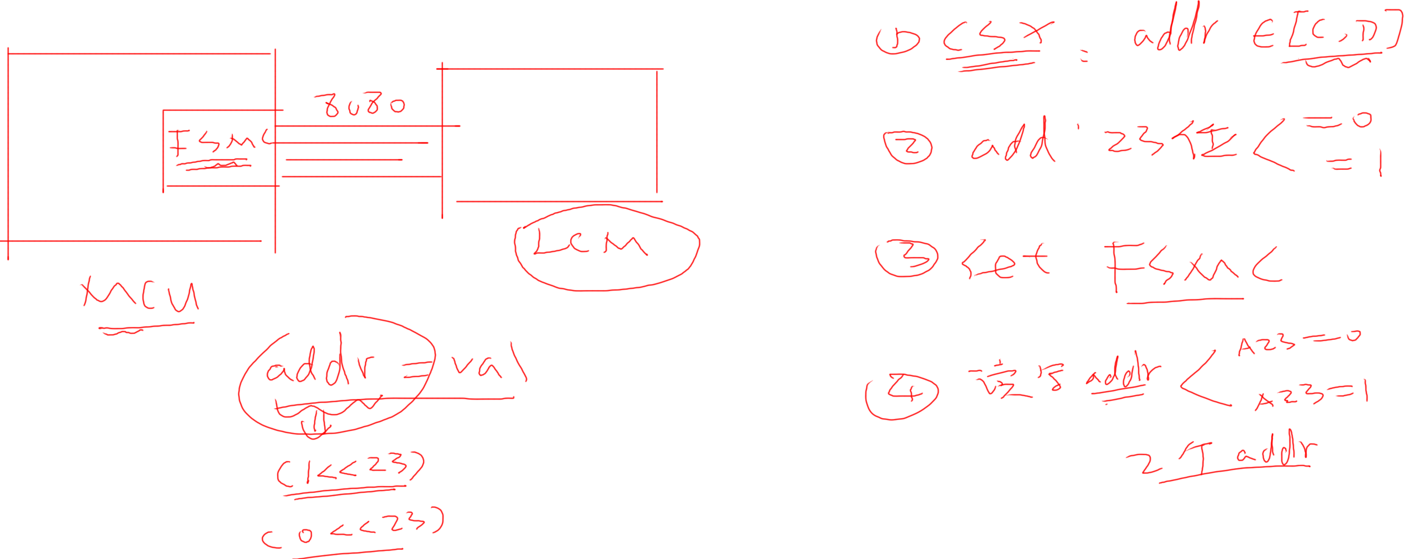 8080
FSMC
LCM
MCU
addr = val
(1<<23)
(0<<23)
① CSX : addr ∈[C,D]
② add 23位 < =0
=1
③ set FSMC
④ 读写 addr < A23=0
A23=1
2个 addr